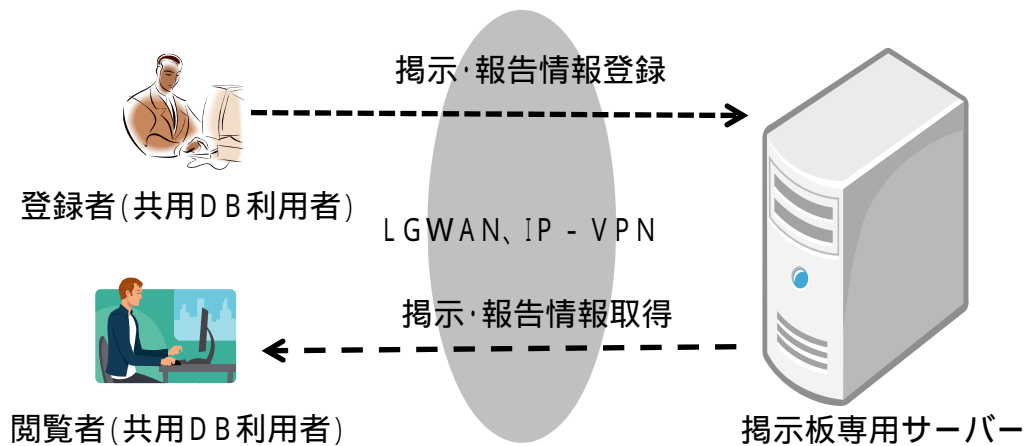 掲示・報告情報登録
登録者(共用DB利用者)
LGWAN、IP-VPN
掲示・報告情報取得
閲覧者(共用DB利用者)
掲示板専用サーバー